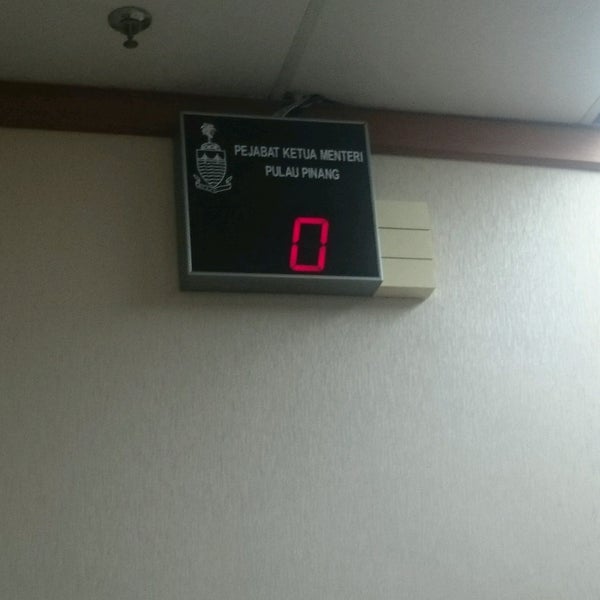 PEJABAT KETUA MENTERI
PULAU PINANG
0